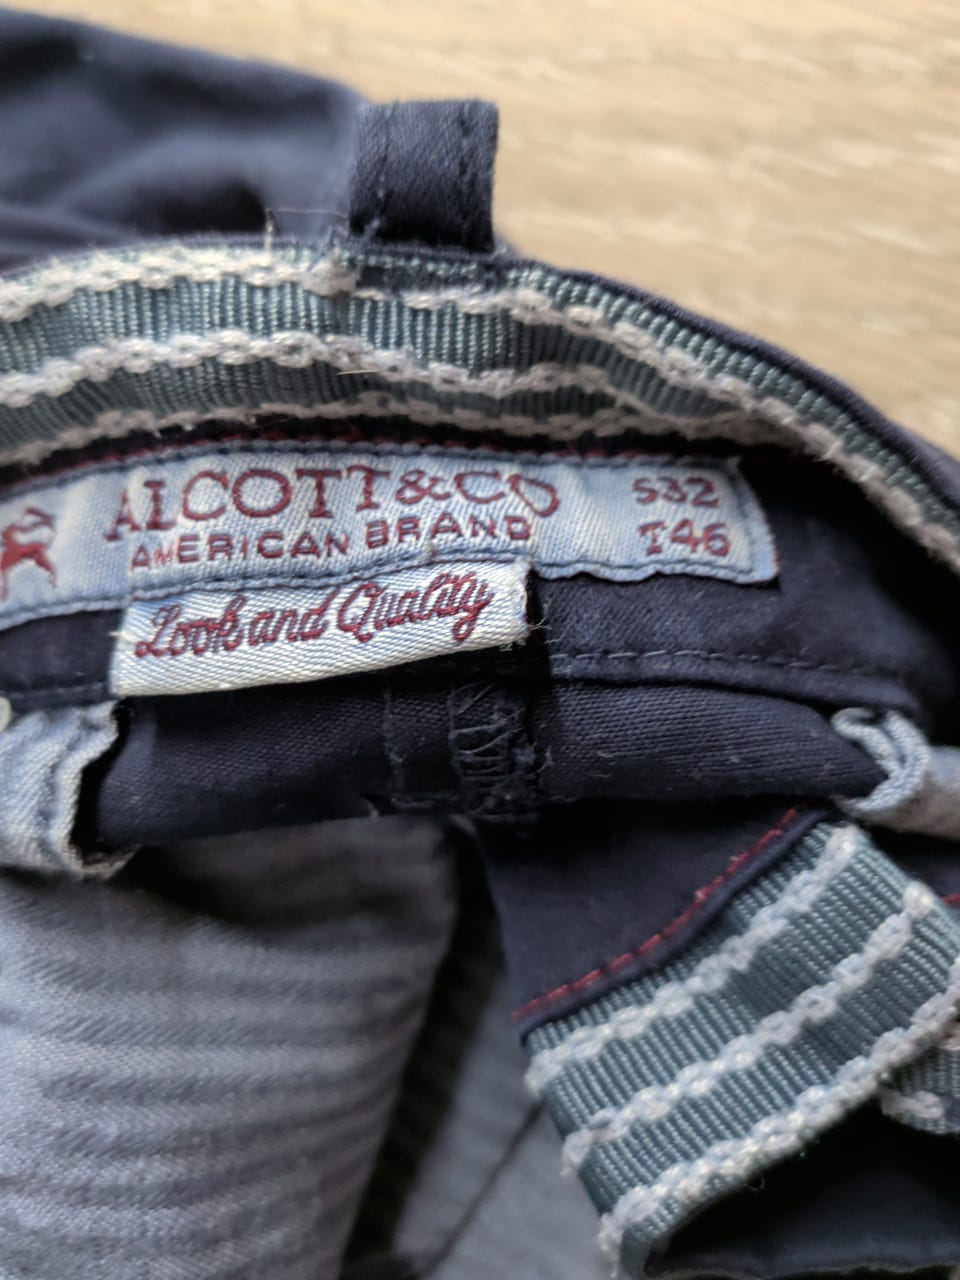 ALCOTT & CO S32
AMERICAN BRAND T46
Look and Quality